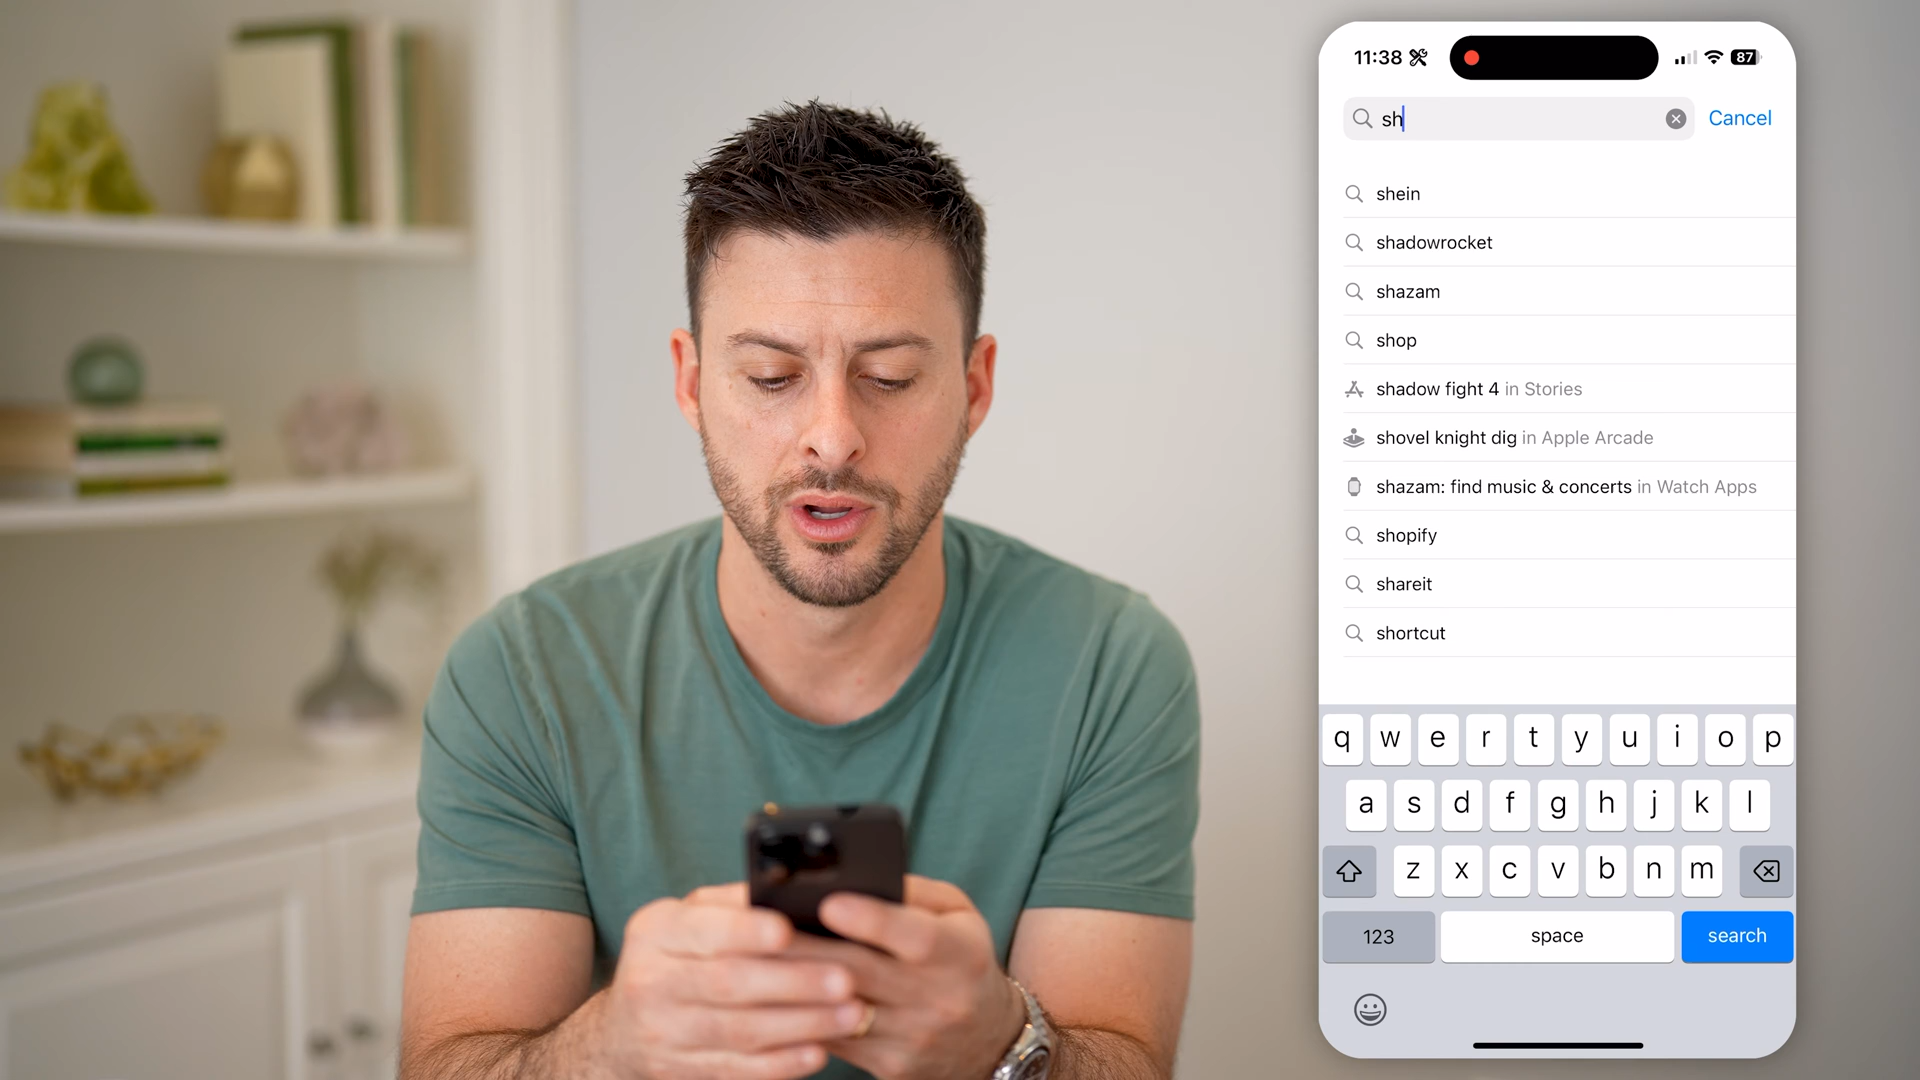 11:38
87
sh
Cancel
shein
shadowrocket
shazam
shop
shadow fight 4 in Stories
shovel knight dig in Apple Arcade
shazam: find music & concerts in Watch Apps
shopify
shareit
shortcut
q w e r t y u i o p
a s d f g h j k l
z x c v b n m
123 space search